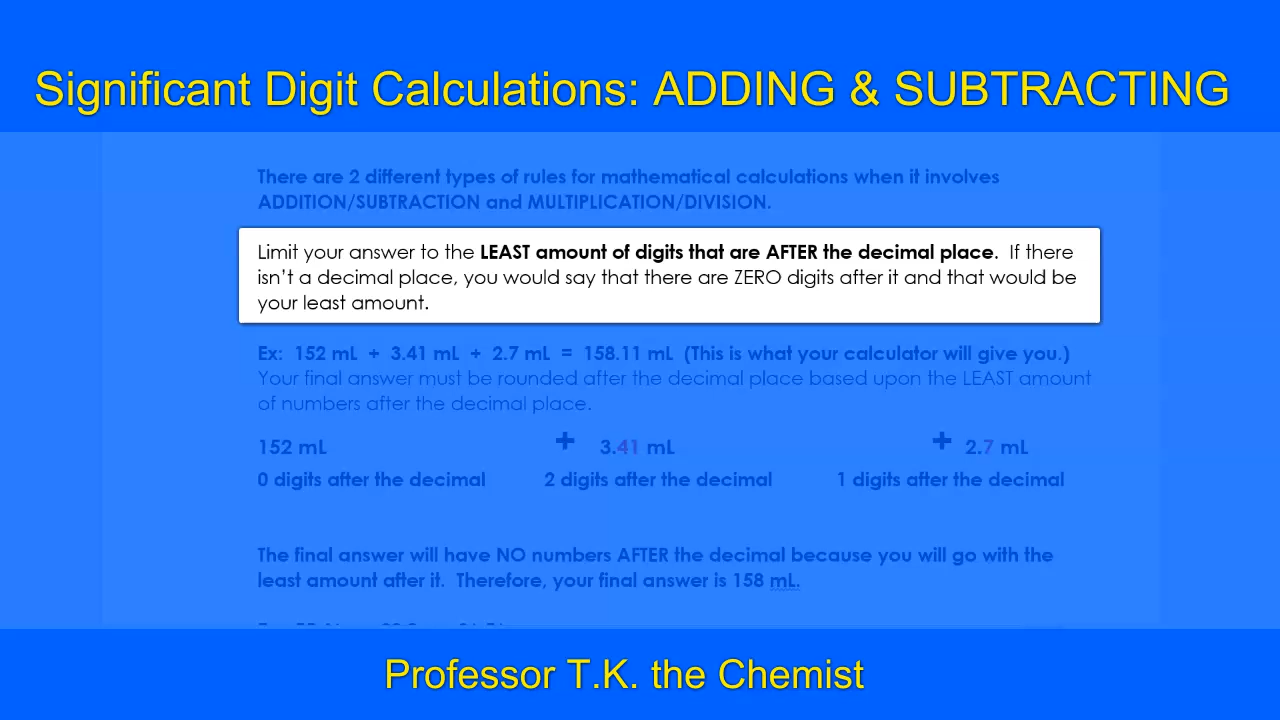 Significant Digit Calculations: ADDING & SUBTRACTING
There are 2 different types of rules for mathematical calculations when it involves
ADDITION/SUBTRACTION and MULTIPLICATION/DIVISION.
Limit your answer to the LEAST amount of digits that are AFTER the decimal place. If there
isn't a decimal place, you would say that there are ZERO digits after it and that would be
your least amount.
Ex: 152 mL + 3.41 mL + 2.7 mL = 158.11 mL (This is what your calculator will give you.)
Your final answer must be rounded after the decimal place based upon the LEAST amount
of numbers after the decimal place.
152 mL + 3.41 mL + 2.7 mL
0 digits after the decimal 2 digits after the decimal 1 digits after the decimal
The final answer will have NO numbers AFTER the decimal because you will go with the
least amount after it. Therefore, your final answer is 158 mL.
Professor T.K. the Chemist